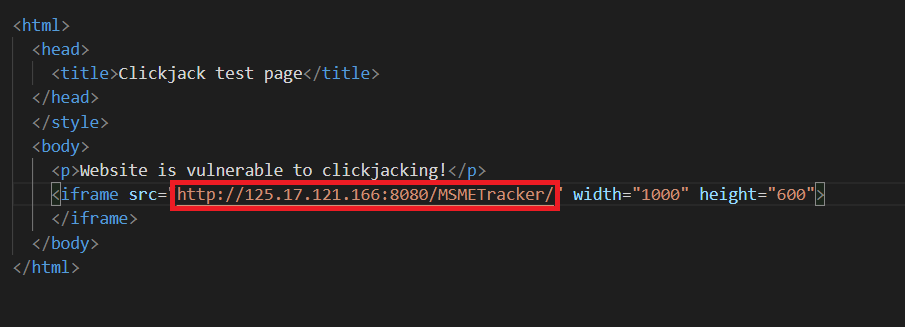 <html>
<head>
<title>Clickjack test page</title>
</head>
</style>
<body>
<p>Website is vulnerable to clickjacking!</p>
<iframe src="http://125.17.121.166:8080/MSMETracker/" width="1000" height="600">
</iframe>
</body>
</html>